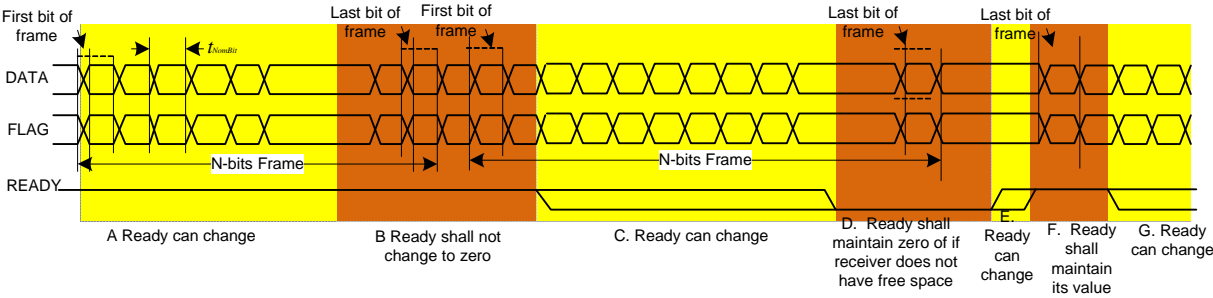 First bit of
frame
Last bit of
frame
First bit of
frame
Last bit of
frame
Last bit of
frame
tNomBit
DATA
FLAG
N-bits Frame
N-bits Frame
READY
A Ready can change
B Ready shall not
change to zero
C. Ready can change
D. Ready shall
maintain zero of if
receiver does not
have free space
E.
Ready
can
change
F. Ready
shall
maintain
its value
G. Ready
can change